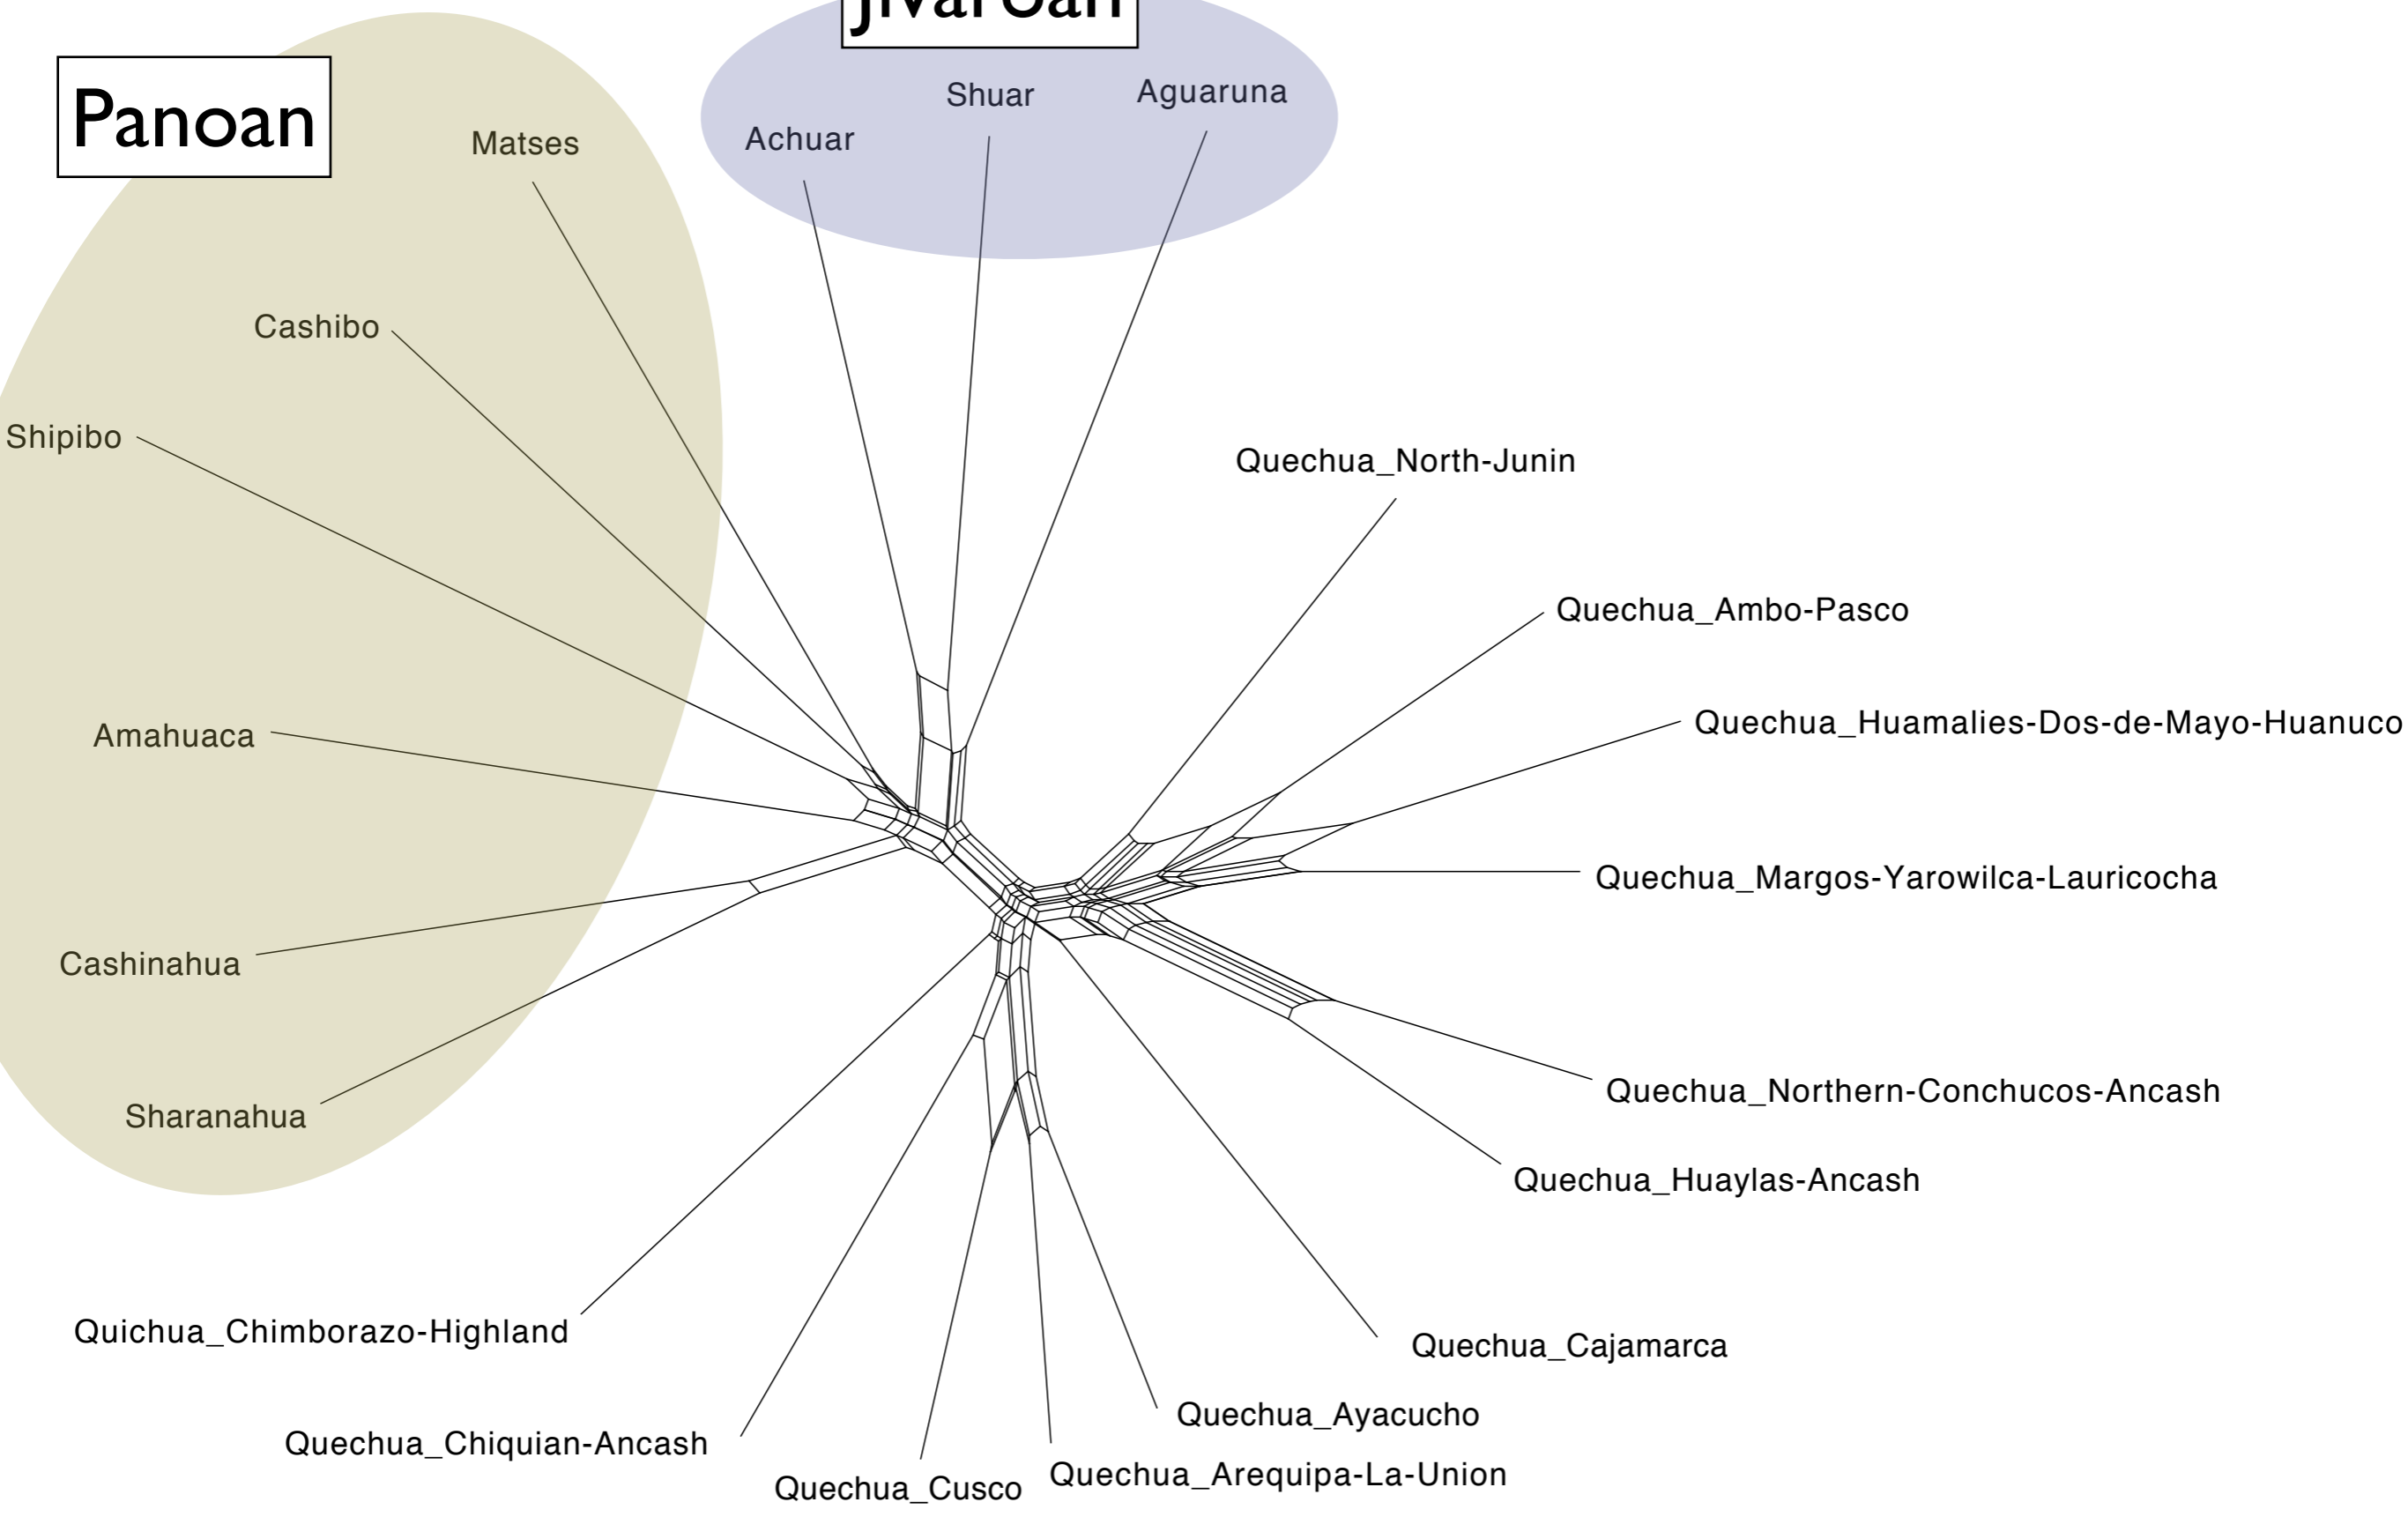 Jivaroan
Panoan
Shuar
Aguaruna
Achuar
Matses
Cashibo
Shipibo
Quechua_North-Junin
Quechua_Ambo-Pasco
Quechua_Huamalies-Dos-de-Mayo-Huanuco
Amahuaca
Quechua_Margos-Yarowilca-Lauricocha
Cashinahua
Quechua_Northern-Conchucos-Ancash
Sharanahua
Quechua_Huaylas-Ancash
Quichua_Chimborazo-Highland
Quechua_Cajamarca
Quechua_Ayacucho
Quechua_Chiquian-Ancash
Quechua_Arequipa-La-Union
Quechua_Cusco